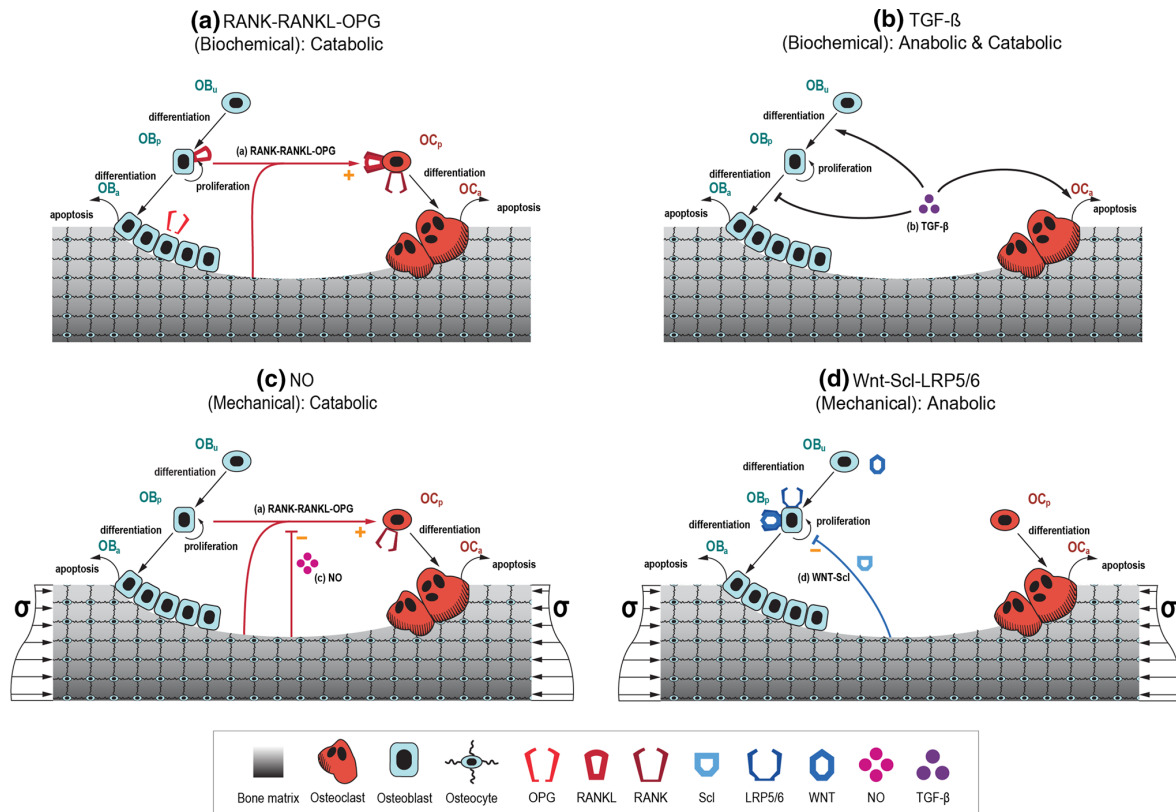 (a) RANK-RANKL-OPG
(Biochemical): Catabolic
OBu
differentiation
OBp
(a) RANK-RANKL-OPG
OCp
+
differentiation
proliferation
differentiation
OBa
OCa
apoptosis
apoptosis
(b) TGF-ß
(Biochemical): Anabolic & Catabolic
OBu
differentiation
OBp
differentiation
proliferation
OBa
OCa
apoptosis
apoptosis
(b) TGF-β
(c) NO
(Mechanical): Catabolic
OBu
differentiation
OBp
(a) RANK-RANKL-OPG
OCp
+
−
differentiation
differentiation
proliferation
OBa
OCa
apoptosis
apoptosis
(c) NO
σ
σ
(d) Wnt-Scl-LRP5/6
(Mechanical): Anabolic
OBu
differentiation
OBp
OCp
proliferation
differentiation
differentiation
−
OBa
OCa
apoptosis
apoptosis
(d) WNT-Scl
σ
σ
Bone matrix
Osteoclast
Osteoblast
Osteocyte
OPG
RANKL
RANK
Scl
LRP5/6
WNT
NO
TGF-β